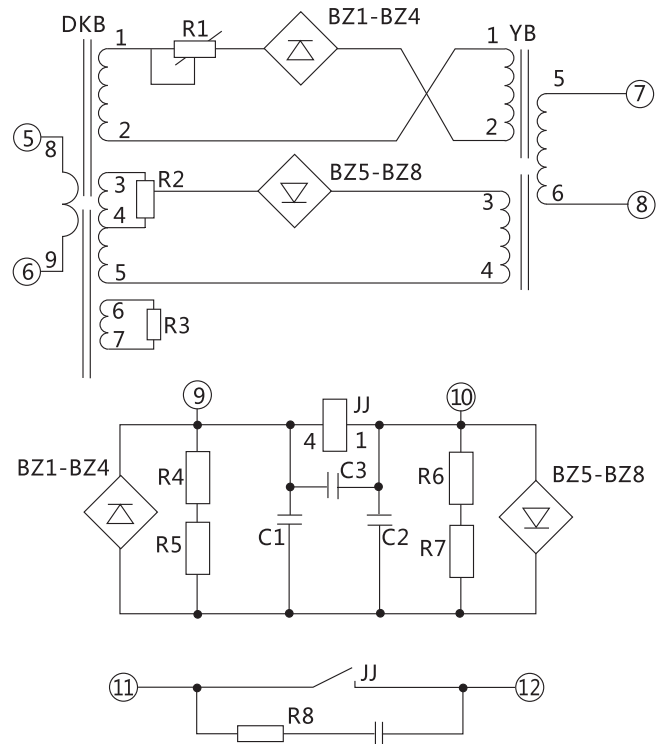 DKB
1
R1
BZ1-BZ4
1
YB
5
⑦
2
2
⑤
8
3
R2
BZ5-BZ8
3
4
6
⑧
9
⑥
5
4
6
7
R3
⑨
JJ
⑩
4
1
BZ1-BZ4
R4
C3
R6
BZ5-BZ8
R5
C1
C2
R7
JJ
⑪
⑫
R8